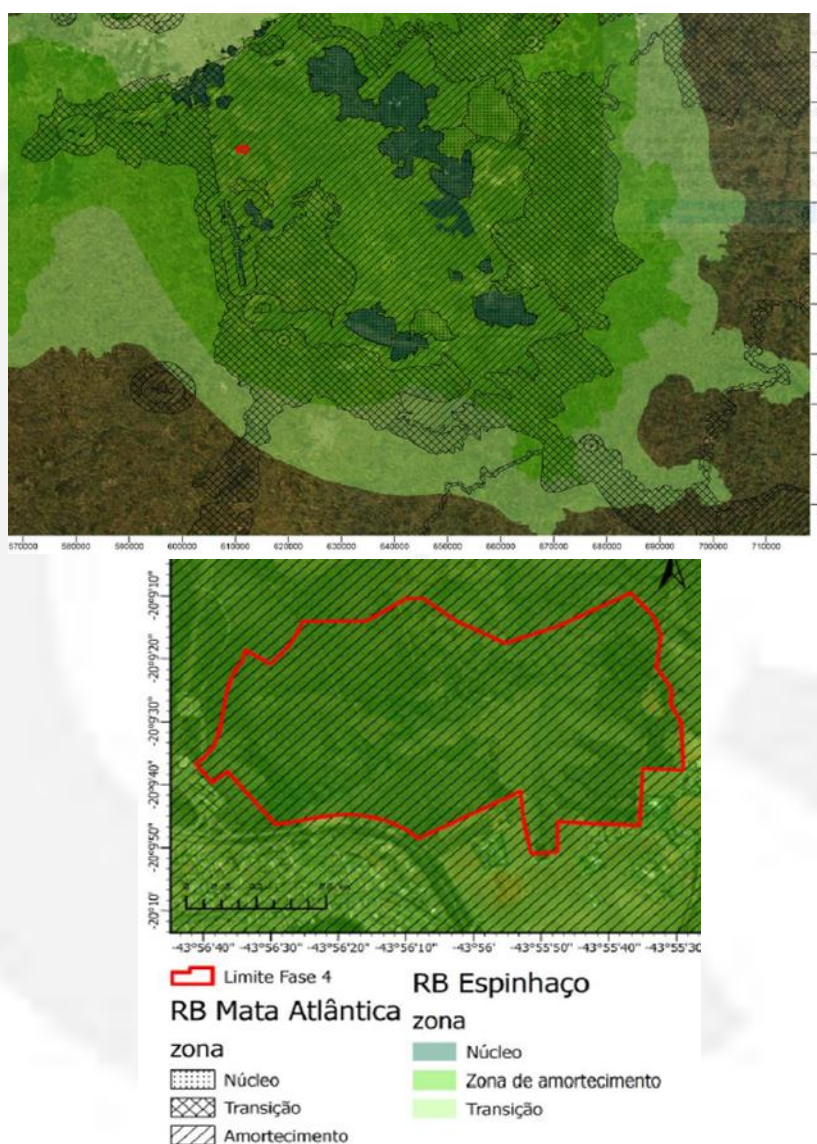 570000 580000 590000 600000 610000 620000 630000 640000 650000 660000 670000 680000 690000 700000 710000
-20°9'10"
-20°9'20"
-20°9'30"
-20°9'40"
-20°9'50"
-20°10'
-43°56'40" -43°56'30" -43°56'20" -43°56'10" -43°56' -43°55'50" -43°55'40" -43°55'30"
Limite Fase 4
RB Mata Atlântica
zona
Núcleo
Transição
Amortecimento
RB Espinhaço
zona
Núcleo
Zona de amortecimento
Transição